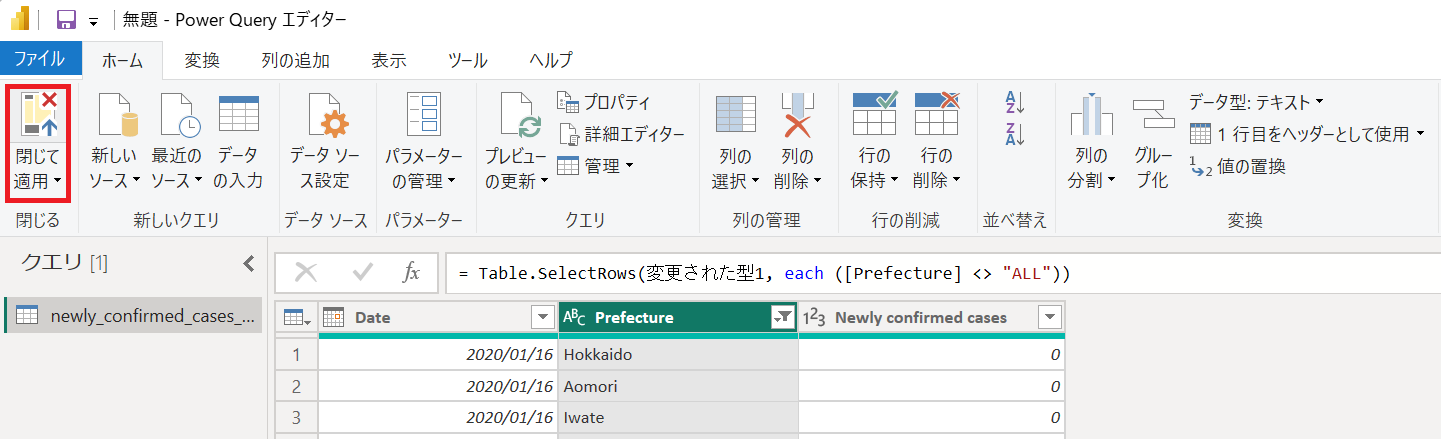 無題 - Power Query エディター
ファイル ホーム 変換 列の追加 表示 ツール ヘルプ
閉じて
適用
新しい
ソース
最近の
ソース
データ
の入力
データ ソー
ス設定
パラメーター
の管理
プレビュー
の更新
プロパティ
詳細エディター
管理
列の
選択
列の
削除
行の
保持
行の
削除
A
Z
Z
A
列の
分割
グルー
プ化
データ型: テキスト
1 行目をヘッダーとして使用
1
2
値の置換
閉じる 新しいクエリ データ ソース パラメーター クエリ 列の管理 行の削減 並べ替え 変換
クエリ [1]
fx = Table.SelectRows(変更された型1, each ([Prefecture] <> "ALL"))
newly_confirmed_cases_...
Date ABC Prefecture 123 Newly confirmed cases
1 2020/01/16 Hokkaido 0
2 2020/01/16 Aomori 0
3 2020/01/16 Iwate 0